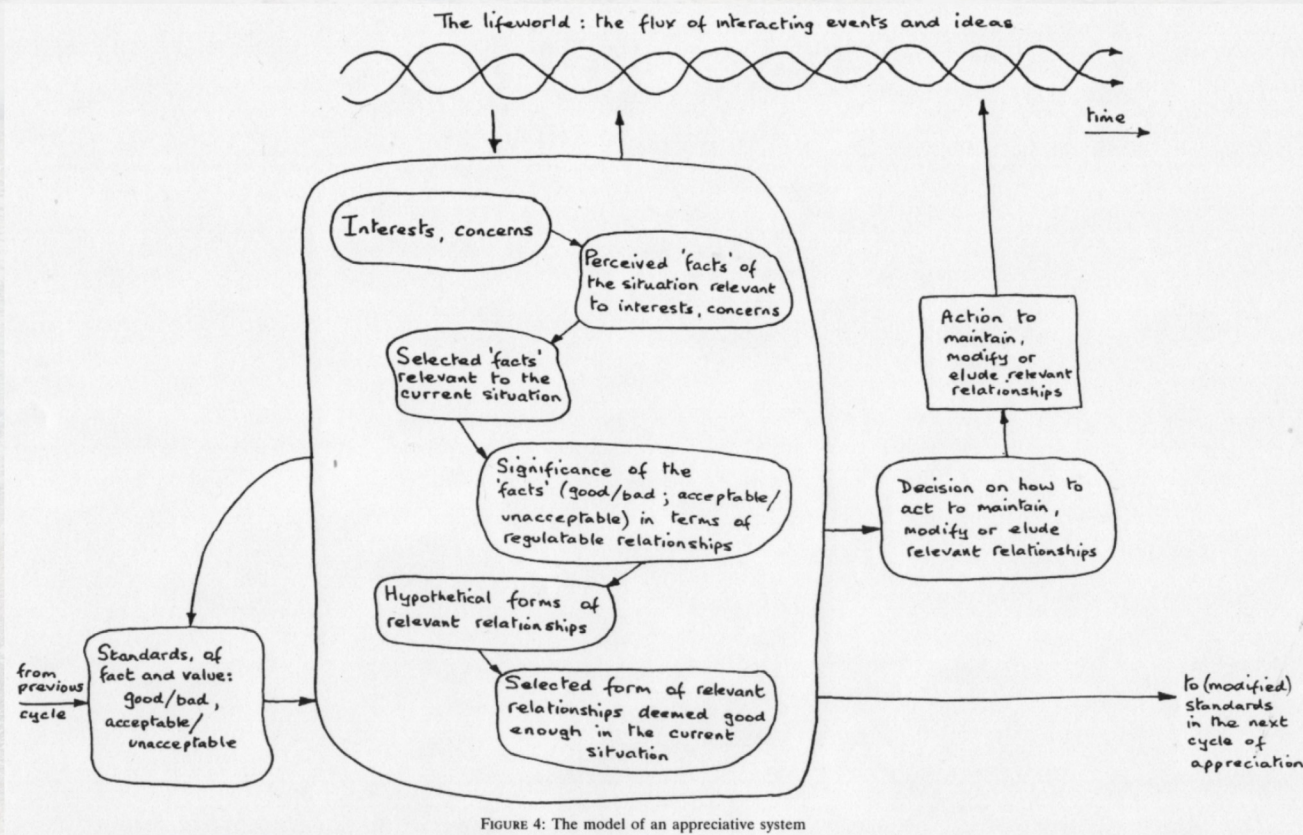 The lifeworld : the flux of interacting events and ideas
time
Interests, concerns
Perceived 'facts' of
the situation relevant
to interests, concerns
Selected 'facts'
relevant to the
current situation
Significance of the
'facts' (good/bad ; acceptable/
unacceptable) in terms of
regulatable relationships
Hypothetical forms of
relevant relationships
Selected form of relevant
relationships deemed good
enough in the current
situation
Action to
maintain,
modify or
elude relevant
relationships
Decision on how to
act to maintain,
modify or elude
relevant relationships
from
previous
cycle
Standards, of
fact and value:
good/bad,
acceptable/
unacceptable
to (modified)
standards
in the next
cycle of
appreciation
FIGURE 4: The model of an appreciative system